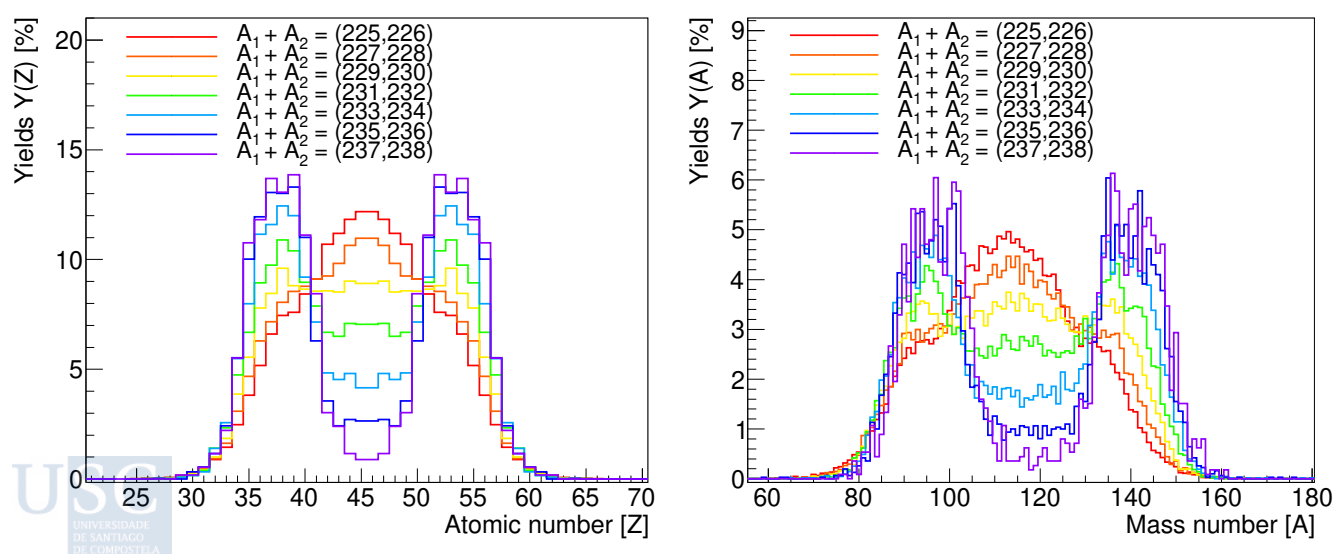 Yields Y(Z) [%]
20
15
10
5
0
A₁ + A₂ = (225,226)
A₁ + A₂ = (227,228)
A₁ + A₂ = (229,230)
A₁ + A₂ = (231,232)
A₁ + A₂ = (233,234)
A₁ + A₂ = (235,236)
A₁ + A₂ = (237,238)
25 30 35 40 45 50 55 60 65 70
Atomic number [Z]
Yields Y(A) [%]
9
8
7
6
5
4
3
2
1
0
A₁ + A₂ = (225,226)
A₁ + A₂ = (227,228)
A₁ + A₂ = (229,230)
A₁ + A₂ = (231,232)
A₁ + A₂ = (233,234)
A₁ + A₂ = (235,236)
A₁ + A₂ = (237,238)
60 80 100 120 140 160 180
Mass number [A]
USC
UNIVERSIDADE
DE SANTIAGO
DE COMPOSTELA